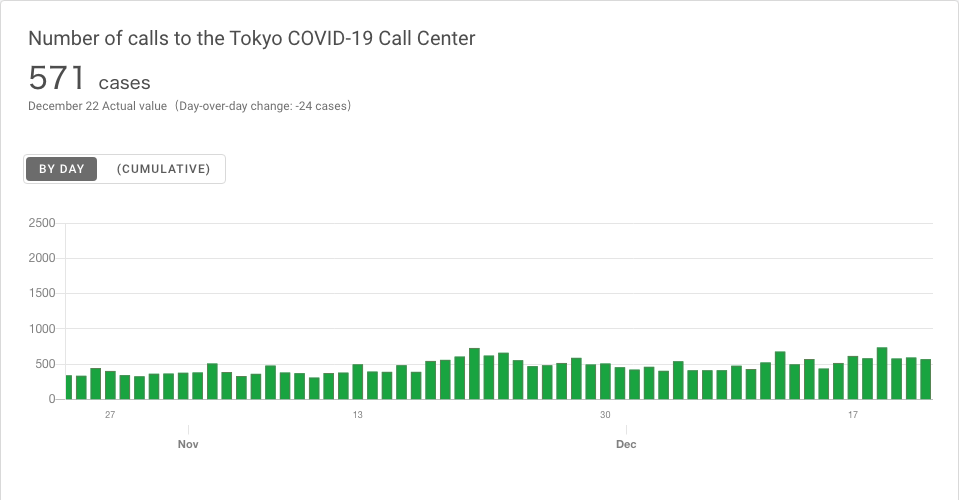 Number of calls to the Tokyo COVID-19 Call Center
571 cases
December 22 Actual value (Day-over-day change: -24 cases)
BY DAY (CUMULATIVE)
2500
2000
1500
1000
500
0
27 13 30 17
Nov Dec